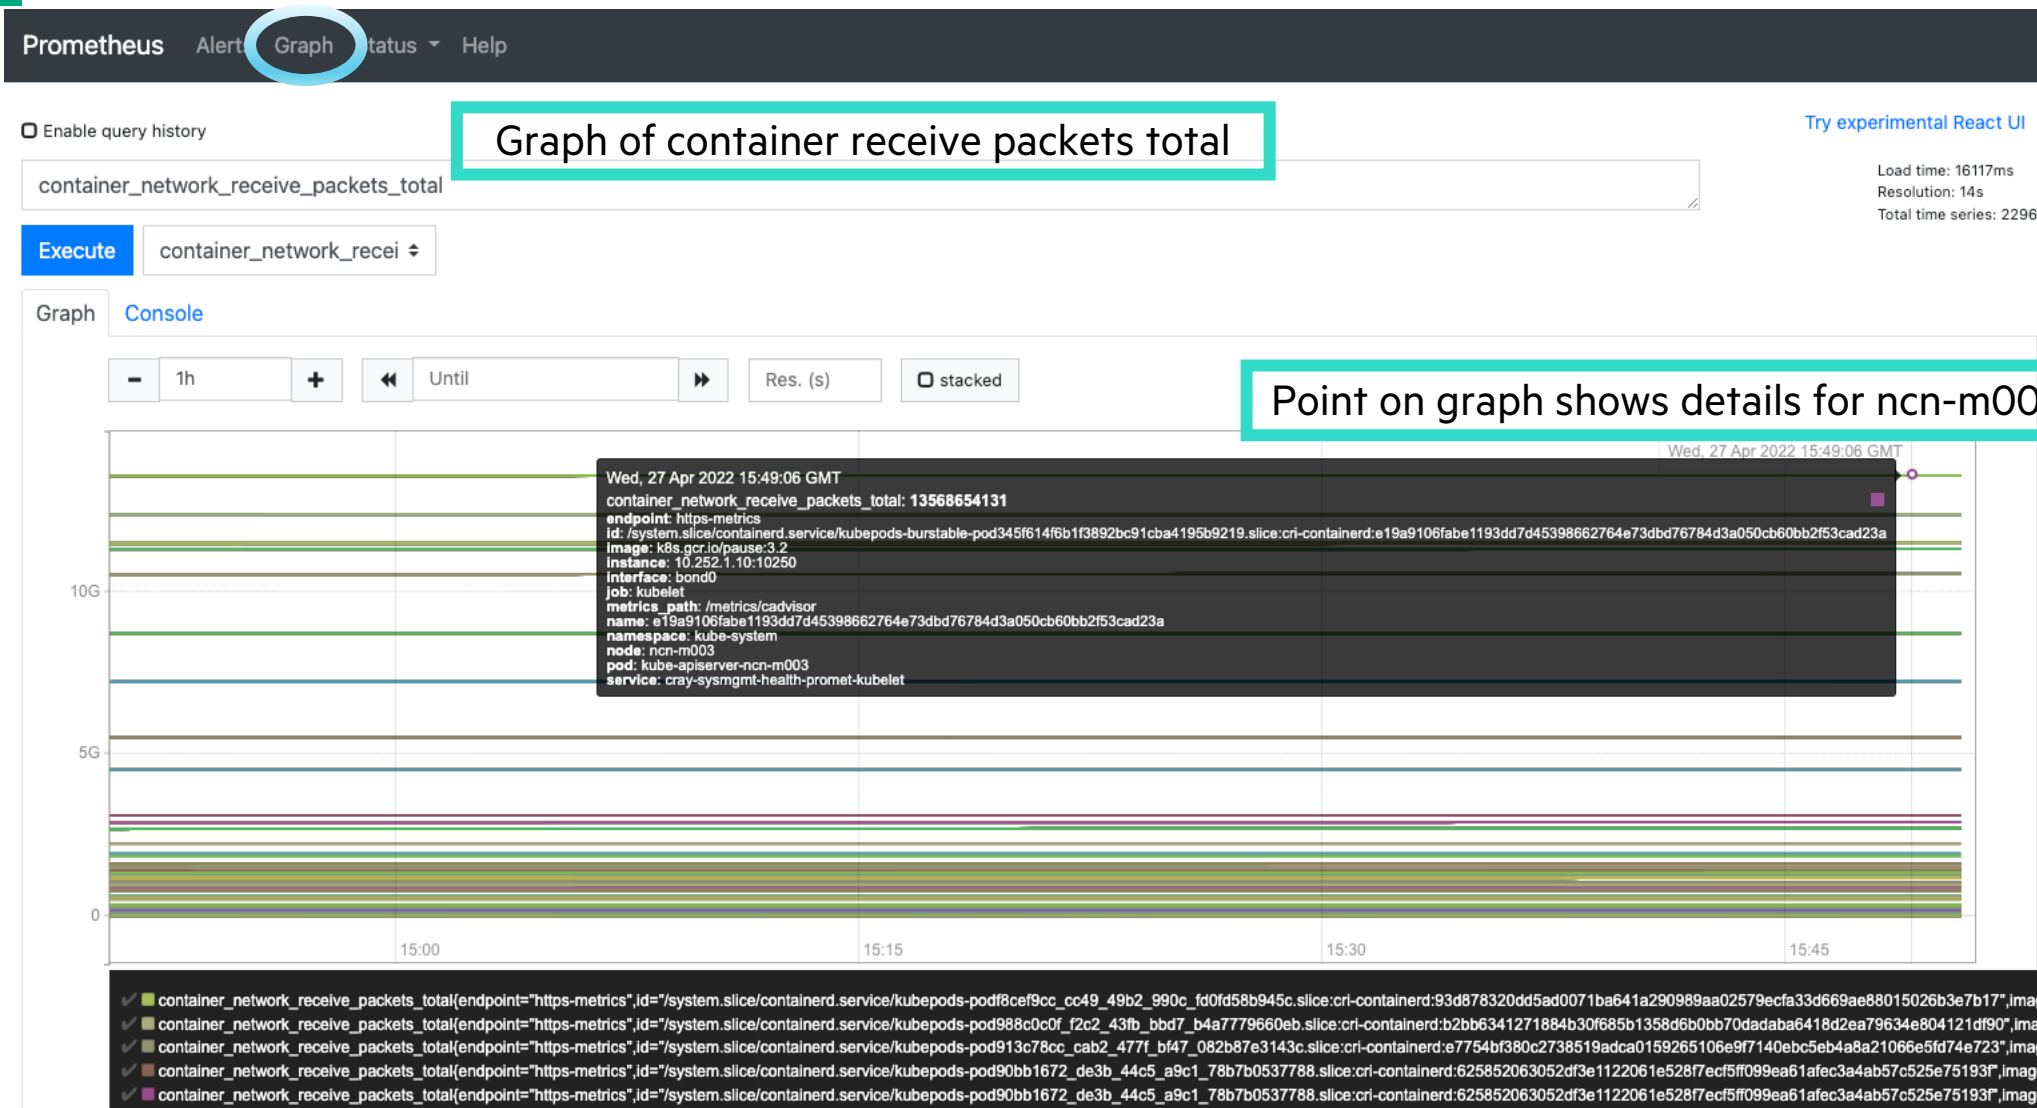 Prometheus Alert Graph tatus Help
Enable query history
Graph of container receive packets total
Try experimental React UI
container_network_receive_packets_total
Load time: 16117ms
Resolution: 14s
Total time series: 2296
Execute container_network_recei
Graph Console
− 1h + Until Res. (s) stacked
Point on graph shows details for ncn-m00
Wed, 27 Apr 2022 15:49:06 GMT
Wed, 27 Apr 2022 15:49:06 GMT
container_network_receive_packets_total: 13568654131
endpoint: https-metrics
id: /system.slice/containerd.service/kubepods-burstable-pod345f614f6b1f3892bc91cba4195b9219.slice:cri-containerd:e19a9106fabe1193dd7d45398662764e73dbd76784d3a050cb60bb2f53cad23a
image: k8s.gcr.io/pause:3.2
instance: 10.252.1.10:10250
interface: bond0
job: kubelet
metrics_path: /metrics/cadvisor
name: e19a9106fabe1193dd7d45398662764e73dbd76784d3a050cb60bb2f53cad23a
namespace: kube-system
node: ncn-m003
pod: kube-apiserver-ncn-m003
service: cray-sysmgmt-health-promet-kubelet
10G
5G
0
15:00 15:15 15:30 15:45
container_network_receive_packets_total{endpoint="https-metrics",id="/system.slice/containerd.service/kubepods-podf8cef9cc_cc49_49b2_990c_fd0fd58b945c.slice:cri-containerd:93d878320dd5ad0071ba641a290989aa02579ecfa33d669ae88015026b3e7b17",imag
container_network_receive_packets_total{endpoint="https-metrics",id="/system.slice/containerd.service/kubepods-pod988c0c0f_f2c2_43fb_bbd7_b4a7779660eb.slice:cri-containerd:b2bb6341271884b30f685b1358d6b0bb70dadaba6418d2ea79634e804121df90",ima
container_network_receive_packets_total{endpoint="https-metrics",id="/system.slice/containerd.service/kubepods-pod913c78cc_cab2_477f_bf47_082b87e3143c.slice:cri-containerd:e7754bf380c2738519adca0159265106e9f7140ebc5eb4a8a21066e5fd74e723",imag
container_network_receive_packets_total{endpoint="https-metrics",id="/system.slice/containerd.service/kubepods-pod90bb1672_de3b_44c5_a9c1_78b7b0537788.slice:cri-containerd:625852063052df3e1122061e528f7ecf5ff099ea61afec3a4ab57c525e75193f",imag
container_network_receive_packets_total{endpoint="https-metrics",id="/system.slice/containerd.service/kubepods-pod90bb1672_de3b_44c5_a9c1_78b7b0537788.slice:cri-containerd:625852063052df3e1122061e528f7ecf5ff099ea61afec3a4ab57c525e75193f",imag